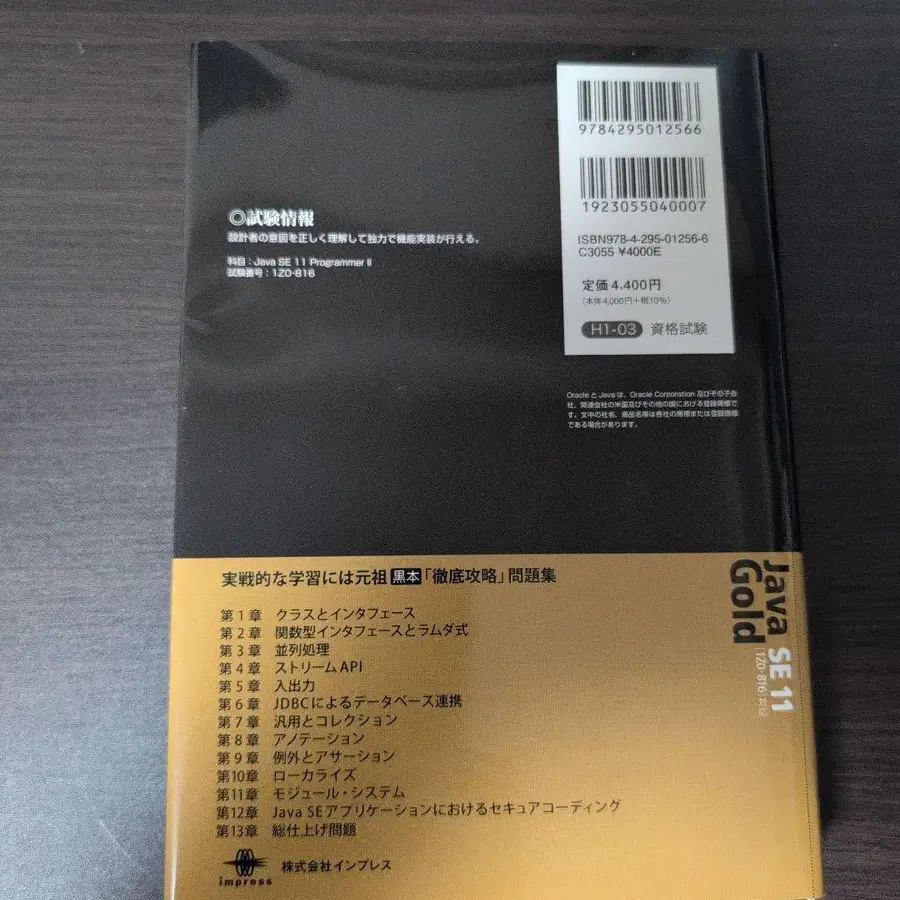 9784295012566
1923055040007
ISBN978-4-295-01256-6
C3055 ¥4000E
定価4,400円
(本体4,000円+税10%)
H1-03 資格試験
◎試験情報
設計者の意図を正しく理解して独力で機能実装が行える。
科目:Java SE 11 Programmer II
試験番号:1Z0-816
OracleとJavaは、Oracle Corporation 及びその子会
社、関連会社の米国及びその他の国における登録商標で
す。文中の社名、商品名等は各社の商標または登録商標
である場合があります。
実戦的な学習には元祖 黒本「徹底攻略」問題集
第1章 クラスとインタフェース
第2章 関数型インタフェースとラムダ式
第3章 並列処理
第4章 ストリームAPI
第5章 入出力
第6章 JDBCによるデータベース連携
第7章 汎用とコレクション
第8章 アノテーション
第9章 例外とアサーション
第10章 ローカライズ
第11章 モジュール・システム
第12章 Java SEアプリケーションにおけるセキュアコーディング
第13章 総仕上げ問題
impress 株式会社インプレス
Java SE 11
Gold [1Z0-816]対応